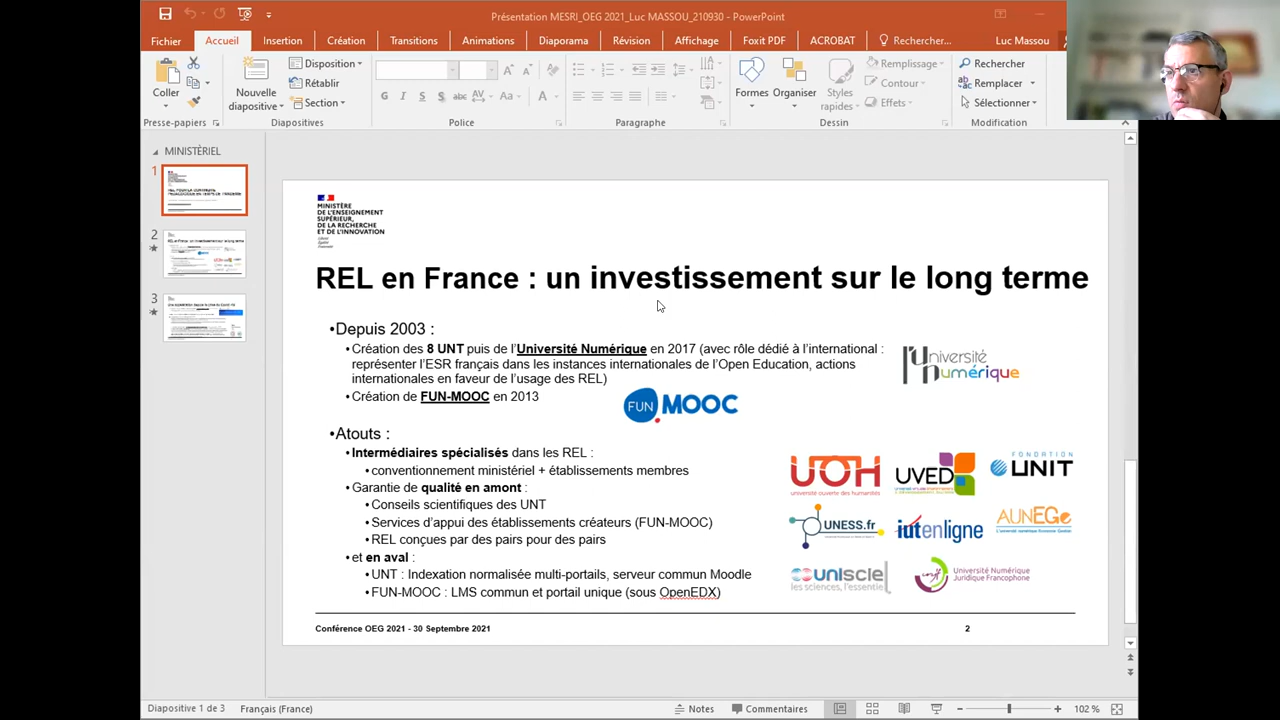 Présentation MESRI_OEG 2021_Luc MASSOU_210930 - PowerPoint
Fichier Accueil Insertion Création Transitions Animations Diaporama Révision Affichage Foxit PDF ACROBAT Rechercher... Luc Massou
Coller
Presse-papiers
Nouvelle diapositive
Disposition
Rétablir
Section
Diapositives
G I S S abc AV Aa A
Police
Paragraphe
Formes Organiser Styles rapides
Remplissage
Contour
Effets
Dessin
Rechercher
Remplacer
Sélectionner
Modification
MINISTÈRIEL
1
2
3
MINISTÈRE
DE L'ENSEIGNEMENT
SUPÉRIEUR,
DE LA RECHERCHE
ET DE L'INNOVATION
Liberté
Égalité
Fraternité
REL en France : un investissement sur le long terme
•Depuis 2003 :
•Création des 8 UNT puis de l'Université Numérique en 2017 (avec rôle dédié à l'international :
représenter l'ESR français dans les instances internationales de l'Open Education, actions
internationales en faveur de l'usage des REL)
•Création de FUN-MOOC en 2013
université
numérique
FUN MOOC
•Atouts :
•Intermédiaires spécialisés dans les REL :
•conventionnement ministériel + établissements membres
•Garantie de qualité en amont :
•Conseils scientifiques des UNT
•Services d'appui des établissements créateurs (FUN-MOOC)
•REL conçues par des pairs pour des pairs
•et en aval :
•UNT : Indexation normalisée multi-portails, serveur commun Moodle
•FUN-MOOC : LMS commun et portail unique (sous OpenEDX)
UOH
université ouverte des humanités
UVED
FONDATION
UNIT
UNESS.fr
iutenligne
AUNEGe
unisciel
les sciences, l'essentiel
Université Numérique
Juridique Francophone
Conférence OEG 2021 - 30 Septembre 2021
2
Diapositive 1 de 3 Français (France) Notes Commentaires 102 %